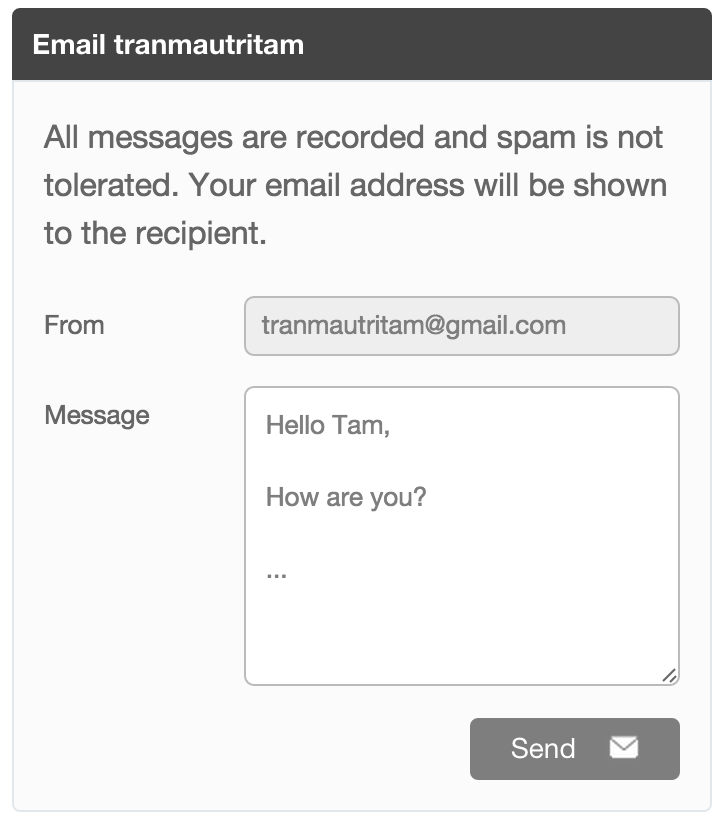 Email tranmautritam
All messages are recorded and spam is not
tolerated. Your email address will be shown
to the recipient.
From
tranmautritam@gmail.com
Message
Hello Tam,
How are you?
...
Send